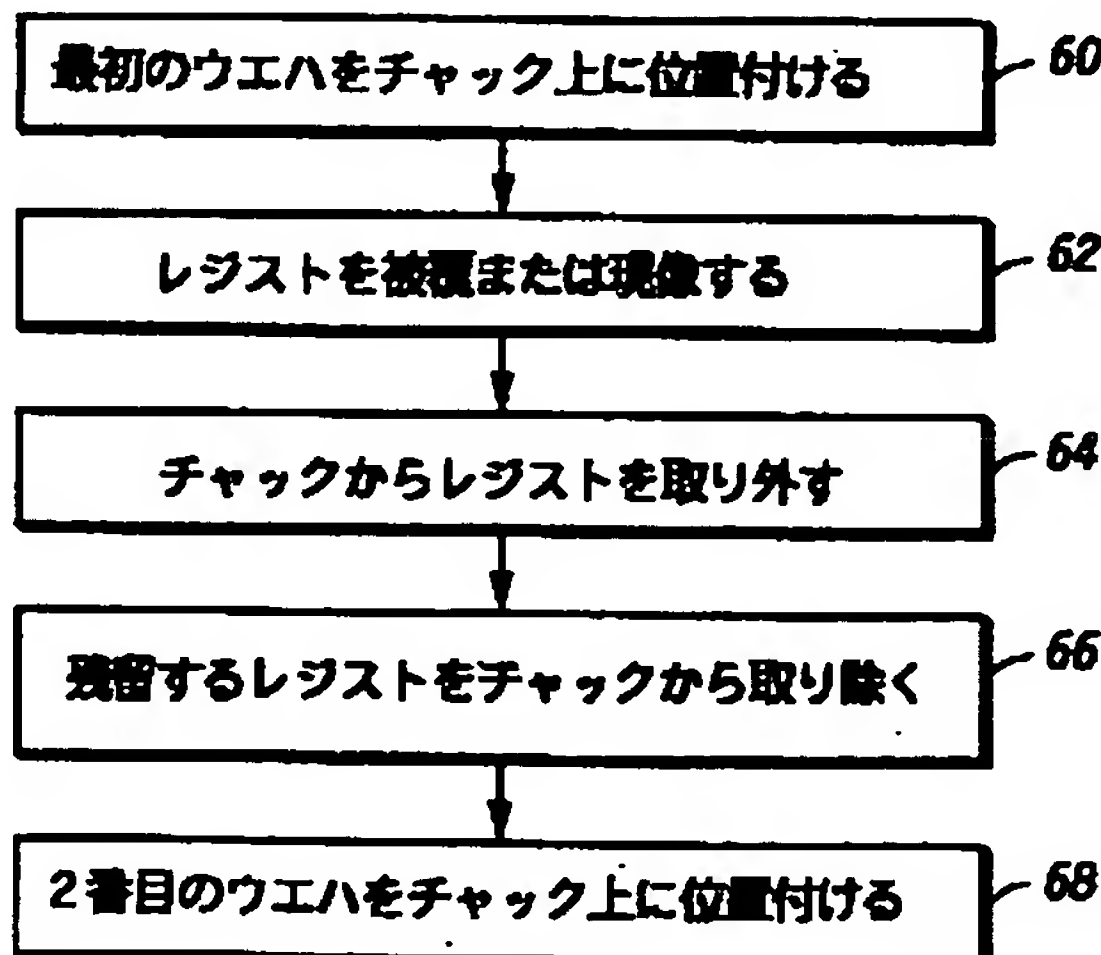 最初のウエハをチャック上に位置付ける 60
レジストを被覆または現像する 62
チャックからレジストを取り外す 64
残留するレジストをチャックから取り除く 66
2番目のウエハをチャック上に位置付ける 68